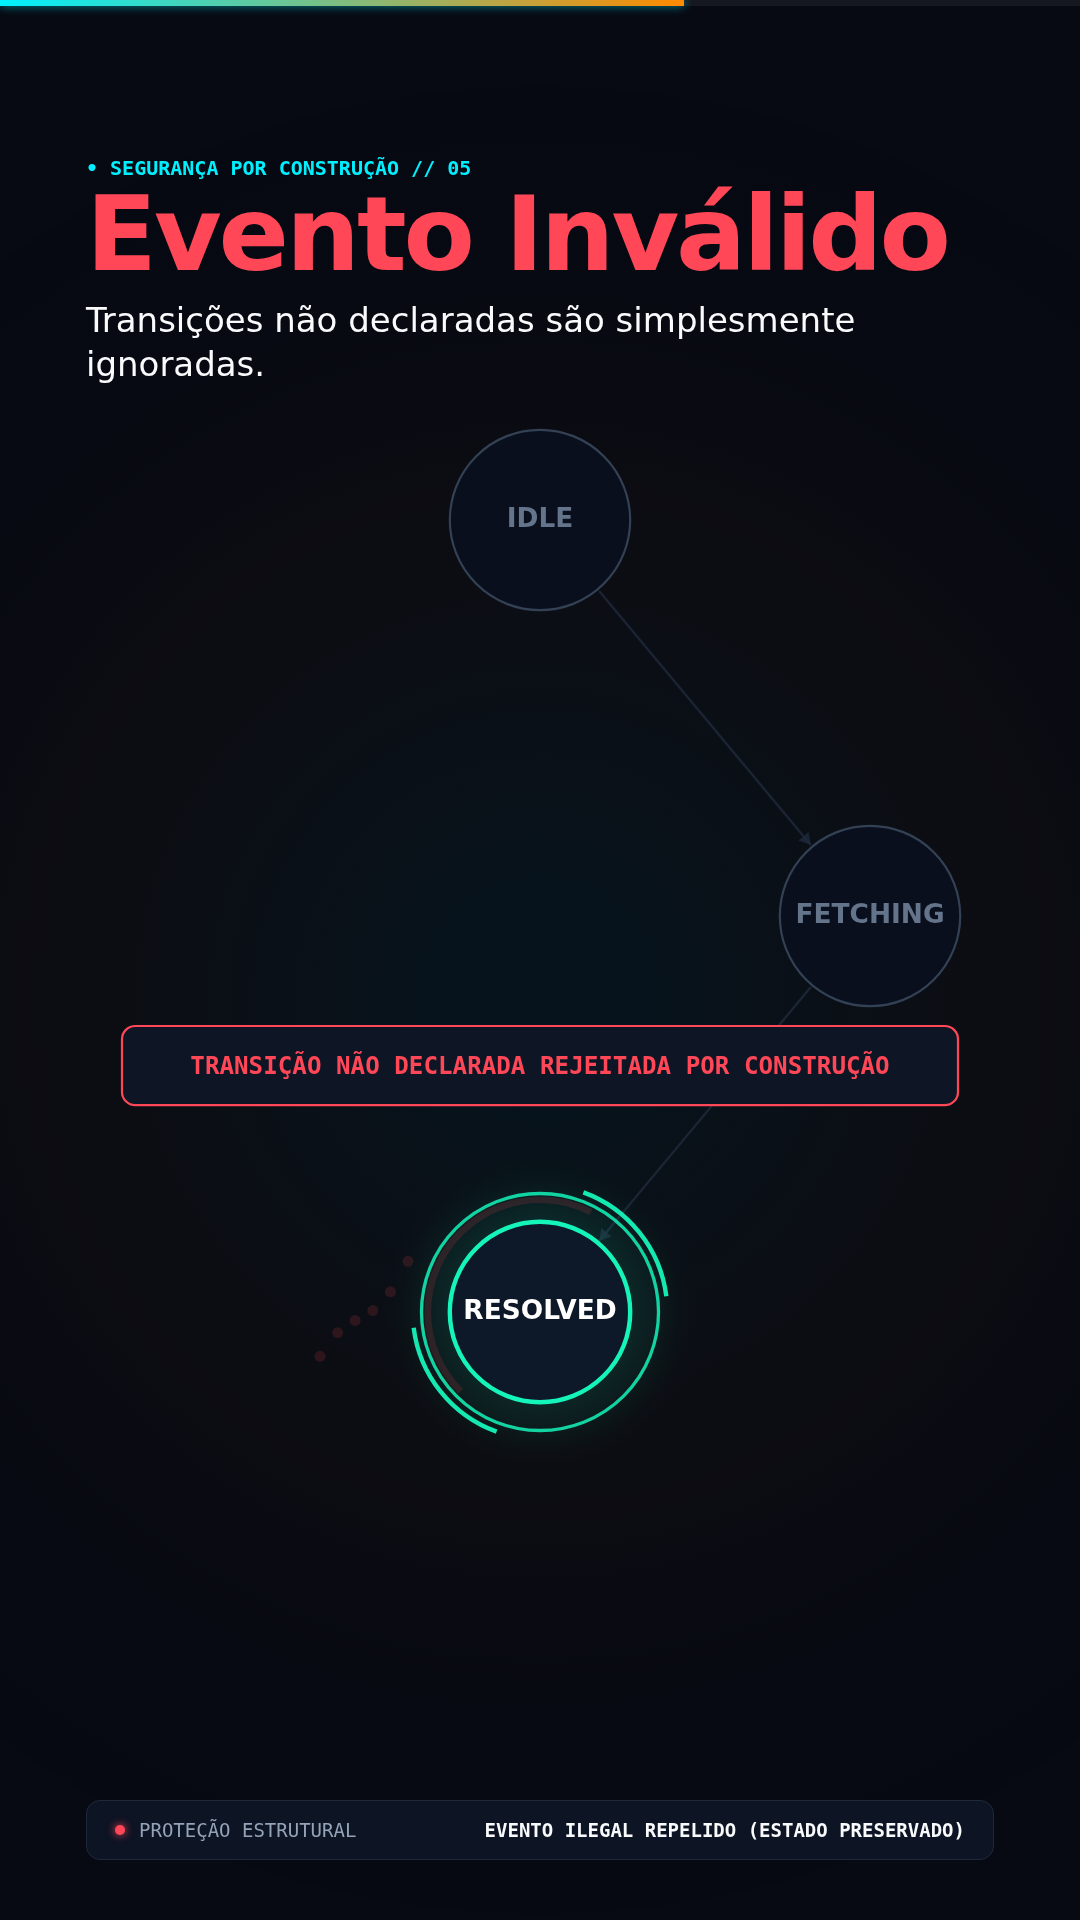 • SEGURANÇA POR CONSTRUÇÃO // 05
Evento Inválido
Transições não declaradas são simplesmente
ignoradas.
IDLE
FETCHING
TRANSIÇÃO NÃO DECLARADA REJEITADA POR CONSTRUÇÃO
RESOLVED
PROTEÇÃO ESTRUTURAL
EVENTO ILEGAL REPELIDO (ESTADO PRESERVADO)